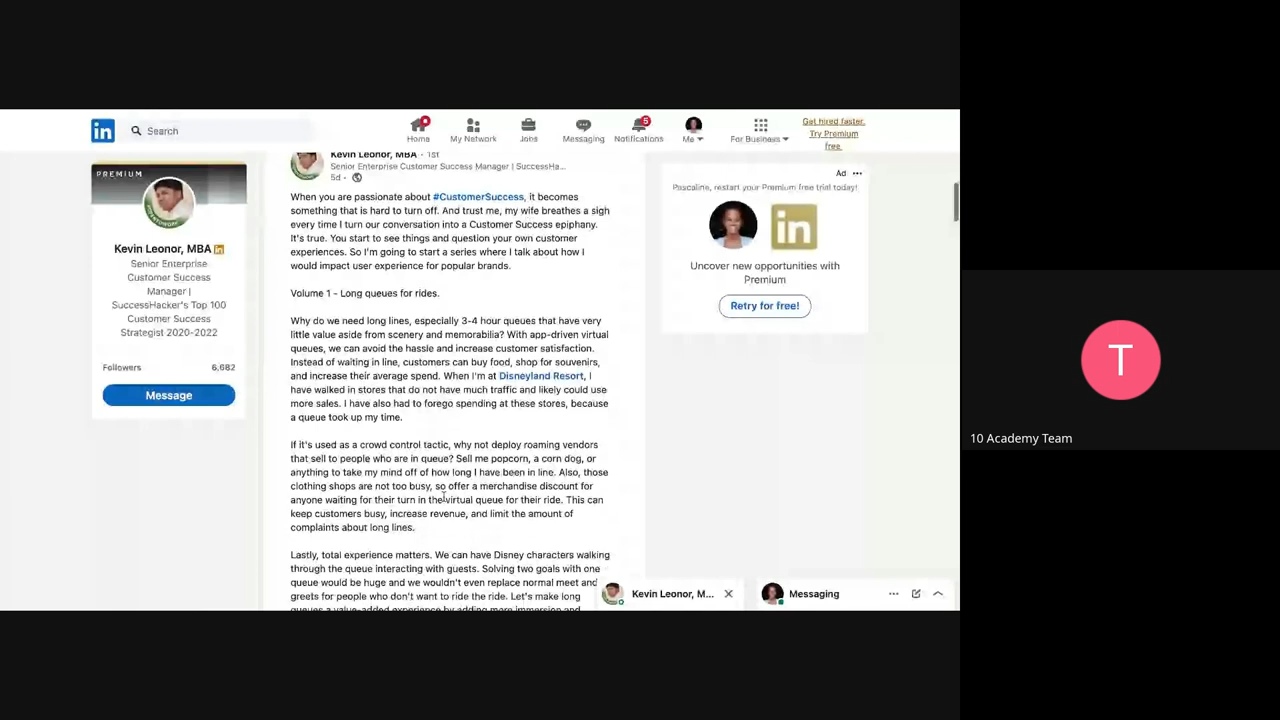 in
Search
Home
My Network
Jobs
Messaging
5
Notifications
Me
For Business
Get hired faster.
Try Premium
free
PREMIUM
Kevin Leonor, MBA
Senior Enterprise
Customer Success
Manager |
SuccessHacker's Top 100
Customer Success
Strategist 2020-2022
Followers 6,682
Message
Kevin Leonor, MBA • 1st
Senior Enterprise Customer Success Manager | SuccessHa...
5d •
When you are passionate about #CustomerSuccess, it becomes
something that is hard to turn off. And trust me, my wife breathes a sigh
every time I turn our conversation into a Customer Success epiphany.
It's true. You start to see things and question your own customer
experiences. So I'm going to start a series where I talk about how I
would impact user experience for popular brands.
Volume 1 - Long queues for rides.
Why do we need long lines, especially 3-4 hour queues that have very
little value aside from scenery and memorabilia? With app-driven virtual
queues, we can avoid the hassle and increase customer satisfaction.
Instead of waiting in line, customers can buy food, shop for souvenirs,
and increase their average spend. When I'm at Disneyland Resort, I
have walked in stores that do not have much traffic and likely could use
more sales. I have also had to forego spending at these stores, because
a queue took up my time.
If it's used as a crowd control tactic, why not deploy roaming vendors
that sell to people who are in queue? Sell me popcorn, a corn dog, or
anything to take my mind off of how long I have been in line. Also, those
clothing shops are not too busy, so offer a merchandise discount for
anyone waiting for their turn in the virtual queue for their ride. This can
keep customers busy, increase revenue, and limit the amount of
complaints about long lines.
Lastly, total experience matters. We can have Disney characters walking
through the queue interacting with guests. Solving two goals with one
queue would be huge and we wouldn't even replace normal meet and
greets for people who don't want to ride the ride. Let's make long
queues a value-added experience by adding more immersion and
Ad •••
Pascaline, restart your Premium free trial today!
in
Uncover new opportunities with
Premium
Retry for free!
Kevin Leonor, M...
Messaging
T
10 Academy Team